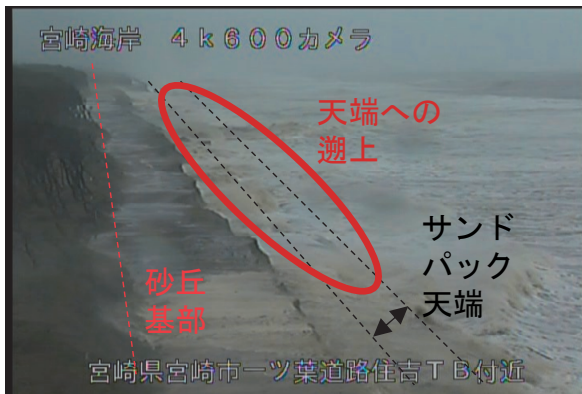 宮崎海岸 4k600カメラ
天端への
遡上
サンド
パック
天端
砂丘
基部
宮崎県宮崎市一ツ葉道路住吉TB付近